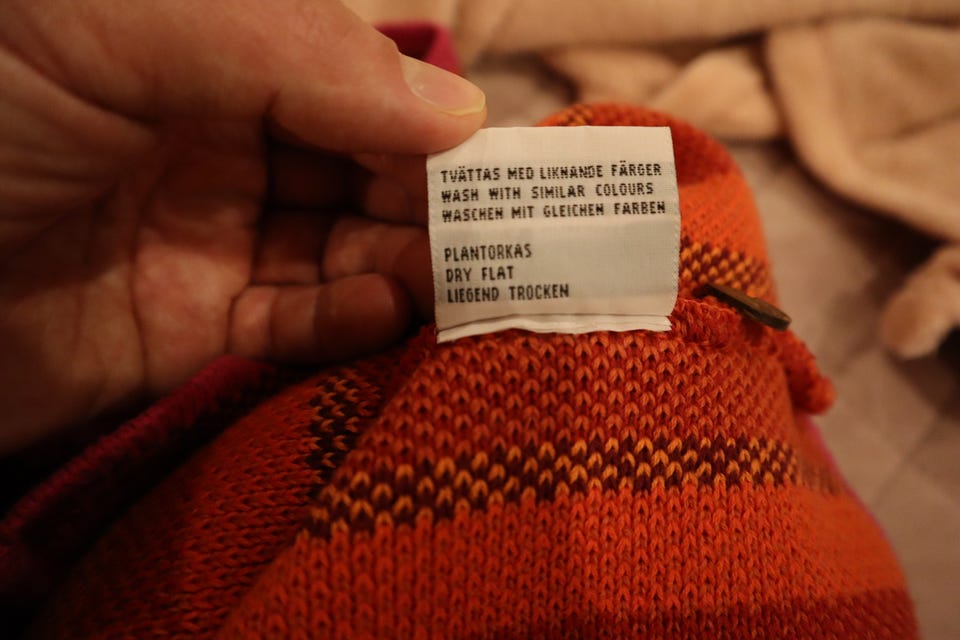 TVÄTTAS MED LIKNANDE FÄRGER
WASH WITH SIMILAR COLOURS
WASCHEN MIT GLEICHEN FARBEN
PLANTORKAS
DRY FLAT
LIEGEND TROCKEN